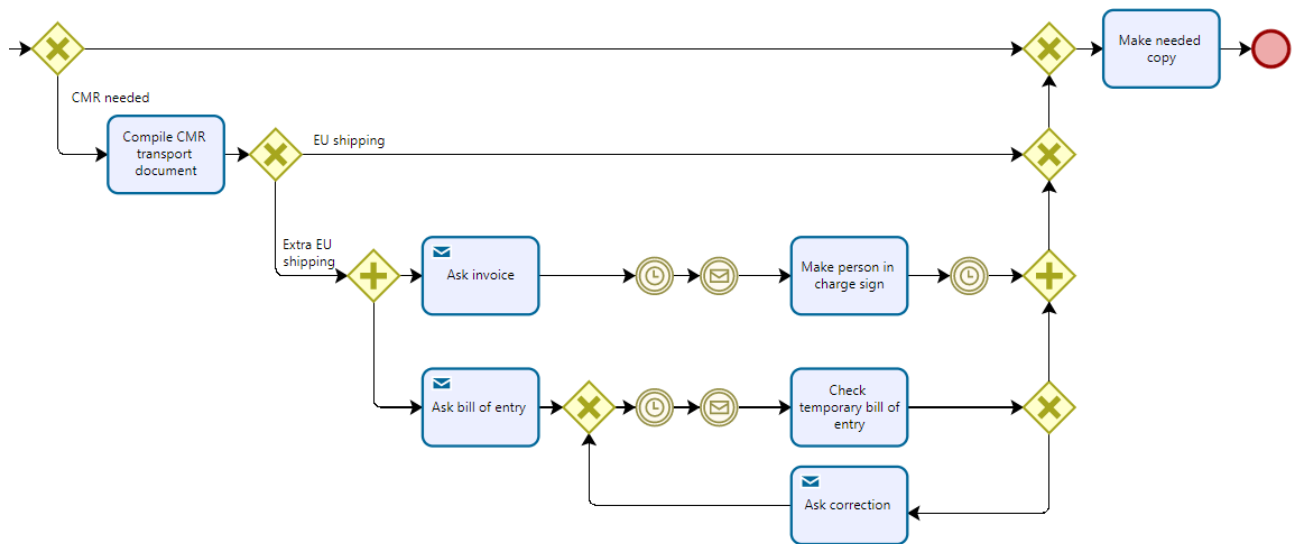 Make needed
copy
CMR needed
Compile CMR
transport
document
EU shipping
Extra EU
shipping
Ask invoice
Make person in
charge sign
Ask bill of entry
Check
temporary bill of
entry
Ask correction